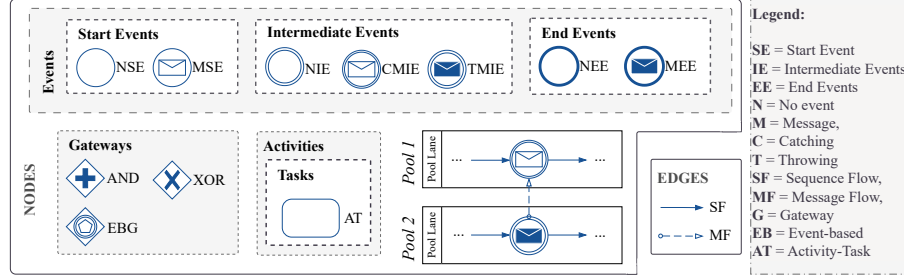 Start Events
NSE
MSE
Intermediate Events
NIE
CMIE
TMIE
End Events
NEE
MEE
Events
NODES
Gateways
AND
XOR
EBG
Activities
Tasks
AT
Pool 1
Pool Lane
... ...
Pool 2
Pool Lane
... ...
EDGES
SF
MF
Legend:
SE = Start Event
IE = Intermediate Events
EE = End Events
N = No event
M = Message,
C = Catching
T = Throwing
SF = Sequence Flow,
MF = Message Flow,
G = Gateway
EB = Event-based
AT = Activity-Task